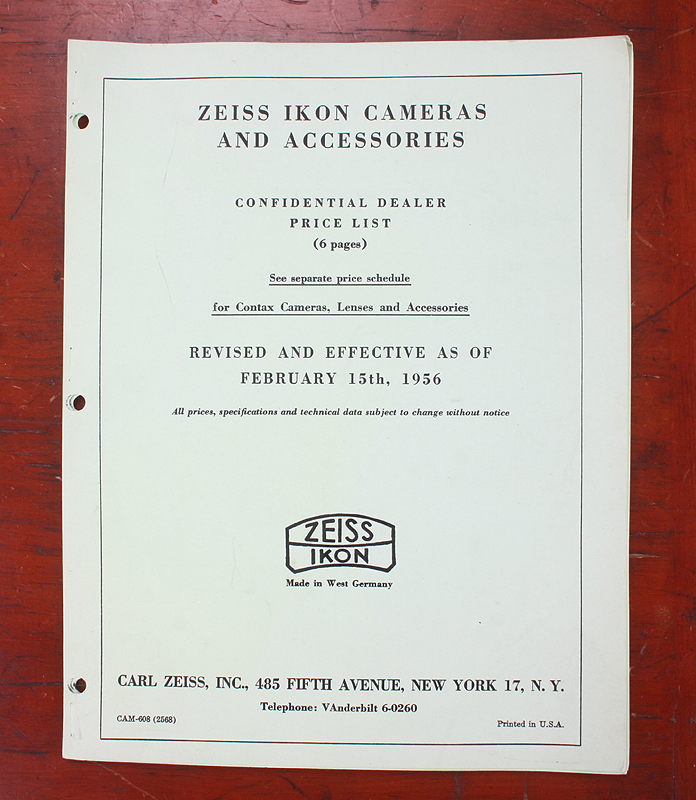 ZEISS IKON CAMERAS
AND ACCESSORIES
CONFIDENTIAL DEALER
PRICE LIST
(6 pages)
See separate price schedule
for Contax Cameras, Lenses and Accessories
REVISED AND EFFECTIVE AS OF
FEBRUARY 15th, 1956
All prices, specifications and technical data subject to change without notice
ZEISS
IKON
Made in West Germany
CARL ZEISS, INC., 485 FIFTH AVENUE, NEW YORK 17, N. Y.
Telephone: VAnderbilt 6-0260
CAM-608 (2568)
Printed in U.S.A.